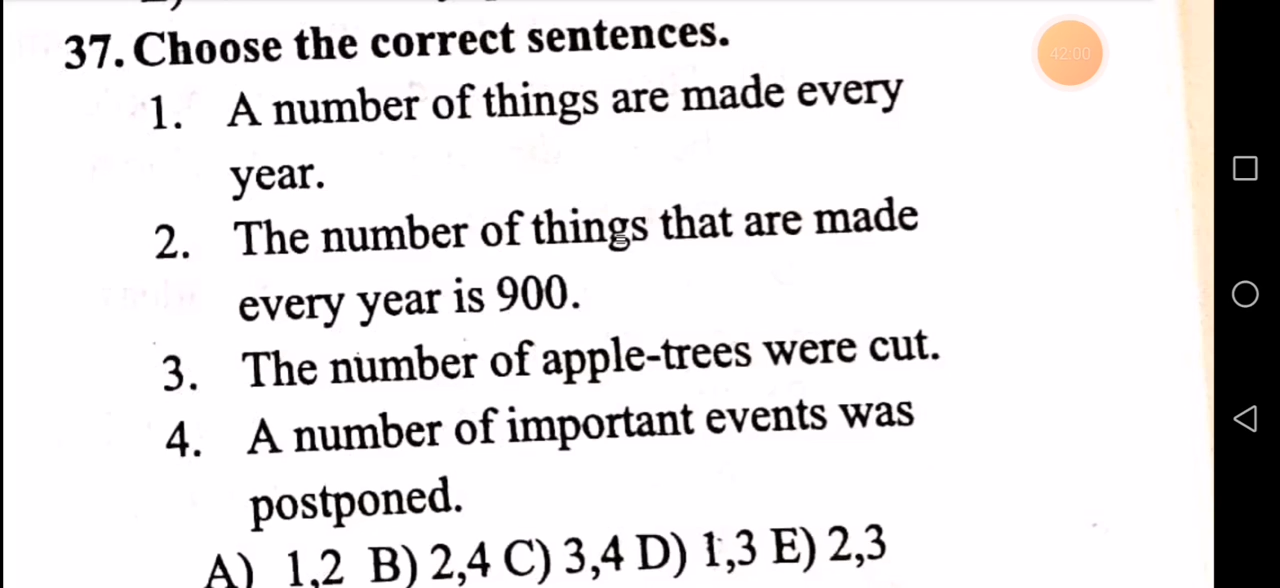 42:00
37. Choose the correct sentences.
1. A number of things are made every
year.
2. The number of things that are made
every year is 900.
3. The number of apple-trees were cut.
4. A number of important events was
postponed.
A) 1,2 B) 2,4 C) 3,4 D) 1,3 E) 2,3